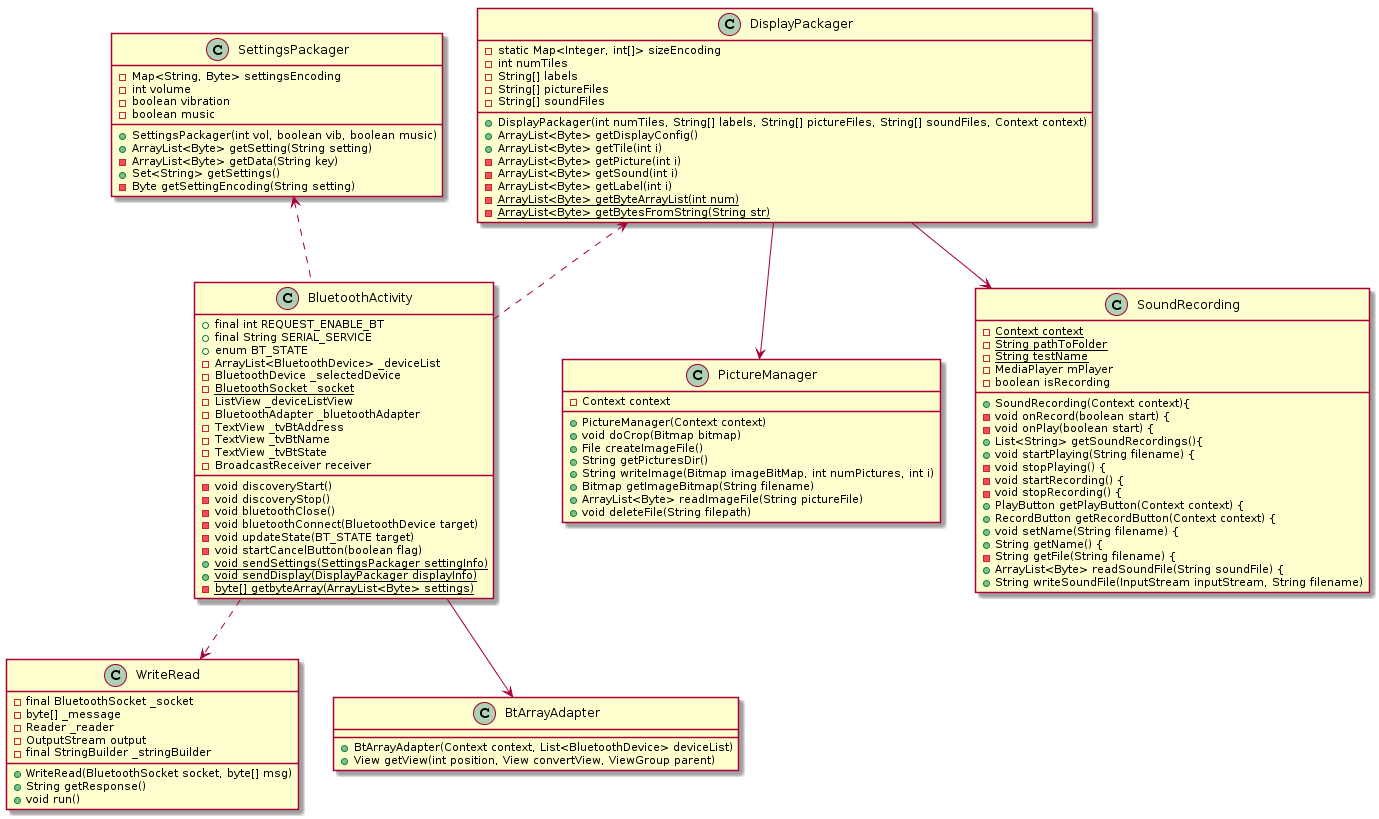 C SettingsPackager
Map<String, Byte> settingsEncoding
int volume
boolean vibration
boolean music
SettingsPackager(int vol, boolean vib, boolean music)
ArrayList<Byte> getSetting(String setting)
ArrayList<Byte> getData(String key)
Set<String> getSettings()
Byte getSettingEncoding(String setting)
C DisplayPackager
static Map<Integer, int[]> sizeEncoding
int numTiles
String[] labels
String[] pictureFiles
String[] soundFiles
DisplayPackager(int numTiles, String[] labels, String[] pictureFiles, String[] soundFiles, Context context)
ArrayList<Byte> getDisplayConfig()
ArrayList<Byte> getTile(int i)
ArrayList<Byte> getPicture(int i)
ArrayList<Byte> getSound(int i)
ArrayList<Byte> getLabel(int i)
ArrayList<Byte> getByteArrayList(int num)
ArrayList<Byte> getBytesFromString(String str)
C BluetoothActivity
final int REQUEST_ENABLE_BT
final String SERIAL_SERVICE
enum BT_STATE
ArrayList<BluetoothDevice> _deviceList
BluetoothDevice _selectedDevice
BluetoothSocket _socket
ListView _deviceListView
BluetoothAdapter _bluetoothAdapter
TextView _tvBtAddress
TextView _tvBtName
TextView _tvBtState
BroadcastReceiver receiver
void discoveryStart()
void discoveryStop()
void bluetoothClose()
void bluetoothConnect(BluetoothDevice target)
void updateState(BT_STATE target)
void startCancelButton(boolean flag)
void sendSettings(SettingsPackager settingInfo)
void sendDisplay(DisplayPackager displayInfo)
byte[] getbyteArray(ArrayList<Byte> settings)
C PictureManager
Context context
PictureManager(Context context)
void doCrop(Bitmap bitmap)
File createImageFile()
String getPicturesDir()
String writeImage(Bitmap imageBitMap, int numPictures, int i)
Bitmap getImageBitmap(String filename)
ArrayList<Byte> readImageFile(String pictureFile)
void deleteFile(String filepath)
C SoundRecording
Context context
String pathToFolder
String testName
MediaPlayer mPlayer
boolean isRecording
SoundRecording(Context context){
void onRecord(boolean start) {
void onPlay(boolean start) {
List<String> getSoundRecordings(){
void startPlaying(String filename) {
void stopPlaying() {
void startRecording() {
void stopRecording() {
PlayButton getPlayButton(Context context) {
RecordButton getRecordButton(Context context) {
void setName(String filename) {
String getName() {
String getFile(String filename) {
ArrayList<Byte> readSoundFile(String soundFile) {
String writeSoundFile(InputStream inputStream, String filename)
C WriteRead
final BluetoothSocket _socket
byte[] _message
Reader _reader
OutputStream output
final StringBuilder _stringBuilder
WriteRead(BluetoothSocket socket, byte[] msg)
String getResponse()
void run()
C BtArrayAdapter
BtArrayAdapter(Context context, List<BluetoothDevice> deviceList)
View getView(int position, View convertView, ViewGroup parent)